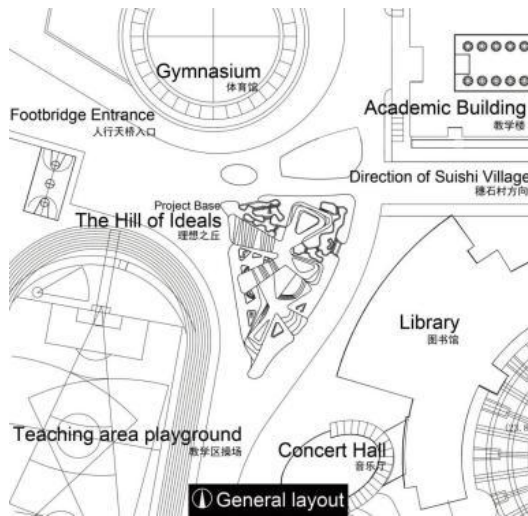 Gymnasium
体育馆
Footbridge Entrance
人行天桥入口
Academic Building
教学楼
Direction of Suishi Village
穗石村方向
Project Base
The Hill of Ideals
理想之丘
Library
图书馆
Teaching area playground
教学区操场
Concert Hall
音乐厅
General layout